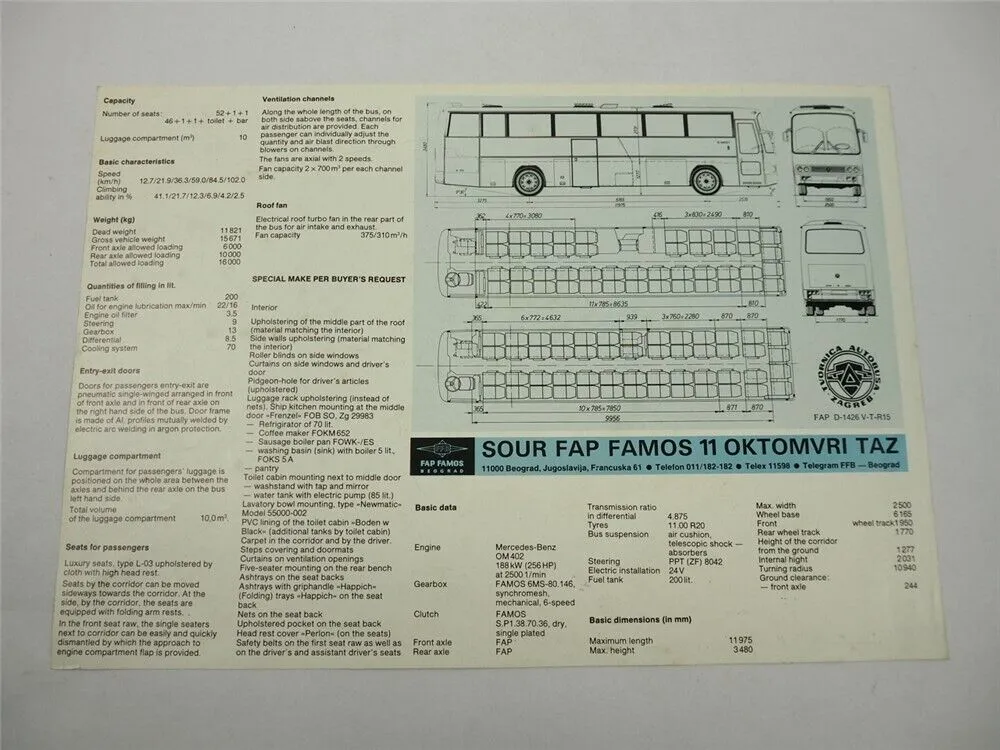 Capacity
Number of seats: 52+1+1
46+1+1+ toilet + bar
Luggage compartment (m³) 10
Basic characteristics
Speed
(km/h) 12.7/21.9/36.3/59.0/84.5/102.0
Climbing
ability in % 41.1/21.7/12.3/6.9/4.2/2.5
Weight (kg)
Dead weight 11821
Gross vehicle weight 15671
Front axle allowed loading 6000
Rear axle allowed loading 10000
Total allowed loading 16000
Quantities of filling in lit.
Fuel tank 200
Oil for engine lubrication max/min 22/16
Engine oil filter 3.5
Steering 9
Gearbox 13
Differential 8.5
Cooling system 70
Entry-exit doors
Doors for passengers entry-exit are
pneumatic single-winged arranged in front
of front axle and in front of rear axle on
the right hand side of the bus. Door frame
is made of Al. profiles mutually welded by
electric arc welding in argon protection.
Luggage compartment
Compartment for passengers' luggage is
positioned on the whole area between the
axles and behind the rear axle on the bus
left hand side.
Total volume
of the luggage compartment 10,0 m³.
Seats for passengers
Luxury seats, type L-03 upholstered by
cloth with high head rest.
Seats by the corridor can be moved
sideways towards the corridor. At the
side, by the corridor, the seats are
equipped with folding arm rests.
In the front seat raw, the single seaters
next to corridor can be easily and quickly
dismantled by which the approach to
engine compartment flap is provided.
Ventilation channels
Along the whole length of the bus, on
both side sabove the seats, channels for
air distribution are provided. Each
passenger can individually adjust the
quantity and air blast direction through
blowers on channels.
The fans are axial with 2 speeds.
Fan capacity 2 × 700 m³ per each channel
side.
Roof fan
Electrical roof turbo fan in the rear part of
the bus for air intake and exhaust.
Fan capacity 375/310 m³/h
SPECIAL MAKE PER BUYER'S REQUEST
Interior
Upholstering of the middle part of the roof
(material matching the interior)
Side walls upholstering (material matching
the interior)
Roller blinds on side windows
Curtains on side windows and driver's
door
Pidgeon-hole for driver's articles
(upholstered)
Luggage rack upholstering (instead of
nets). Ship kitchen mounting at the middle
door »Frenzel« FOB SO, Zg 29983
— Refrigerator of 70 lit.
— Coffee maker FOKM 652
— Sausage boiler pan FOWK-/ES
— washing basin (sink) with boiler 5 lit.,
FOKS 5 A
— pantry
Toilet cabin mounting next to middle door
— washstand with tap and mirror
— water tank with electric pump (85 lit.)
Lavatory bowl mounting, type »Newmatic«
Model 55000-002
PVC lining of the toilet cabin »Boden w
Black« (additional tanks by toilet cabin)
Carpet in the corridor and by the driver.
Steps covering and doormats
Curtains on ventilation openings
Five-seater mounting on the rear bench
Ashtrays on the seat backs
Ashtrays with griphandle »Happich«
(Folding) trays »Happich« on the seat
back
Nets on the seat back
Upholstered pocket on the seat back
Head rest cover »Perlon« (on the seats)
Safety belts on the first seat raw as well as
on the driver's and assistant driver's seats
3275 6165 2535
11975
362 4x770=3080 416 3x830=2490 810
622 11x785=8635 810
365 6x772=4632 939 3x760=2280 870 870
365 10x785=7850 871 870
9956
TVORNICA AUTOBUSA
ZAGREB
FAP D-1426 V-T-R15
FAP FAMOS
BEOGRAD
SOUR FAP FAMOS 11 OKTOMVRI TAZ
11000 Beograd, Jugoslavija, Francuska 61 ● Telefon 011/182-182 ● Telex 11598 ● Telegram FFB — Beograd
Basic data
Engine Mercedes-Benz
OM 402
188 kW (256 HP)
at 2500 1/min
Gearbox FAMOS 6MS-80.146,
synchromesh,
mechanical, 6-speed
Clutch FAMOS
S.P1.38.70.36, dry,
single plated
Front axle FAP
Rear axle FAP
Transmission ratio
in differential 4.875
Tyres 11.00 R20
Bus suspension air cushion,
telescopic shock —
absorbers
Steering PPT (ZF) 8042
Electric installation 24 V
Fuel tank 200 lit.
Basic dimensions (in mm)
Maximum length 11975
Max. height 3480
Max. width 2500
Wheel base 6165
Front wheel track 1950
Rear wheel track 1770
Height of the corridor
from the ground 1277
Internal hight 2031
Turning radius 10940
Ground clearance:
— front axle 244